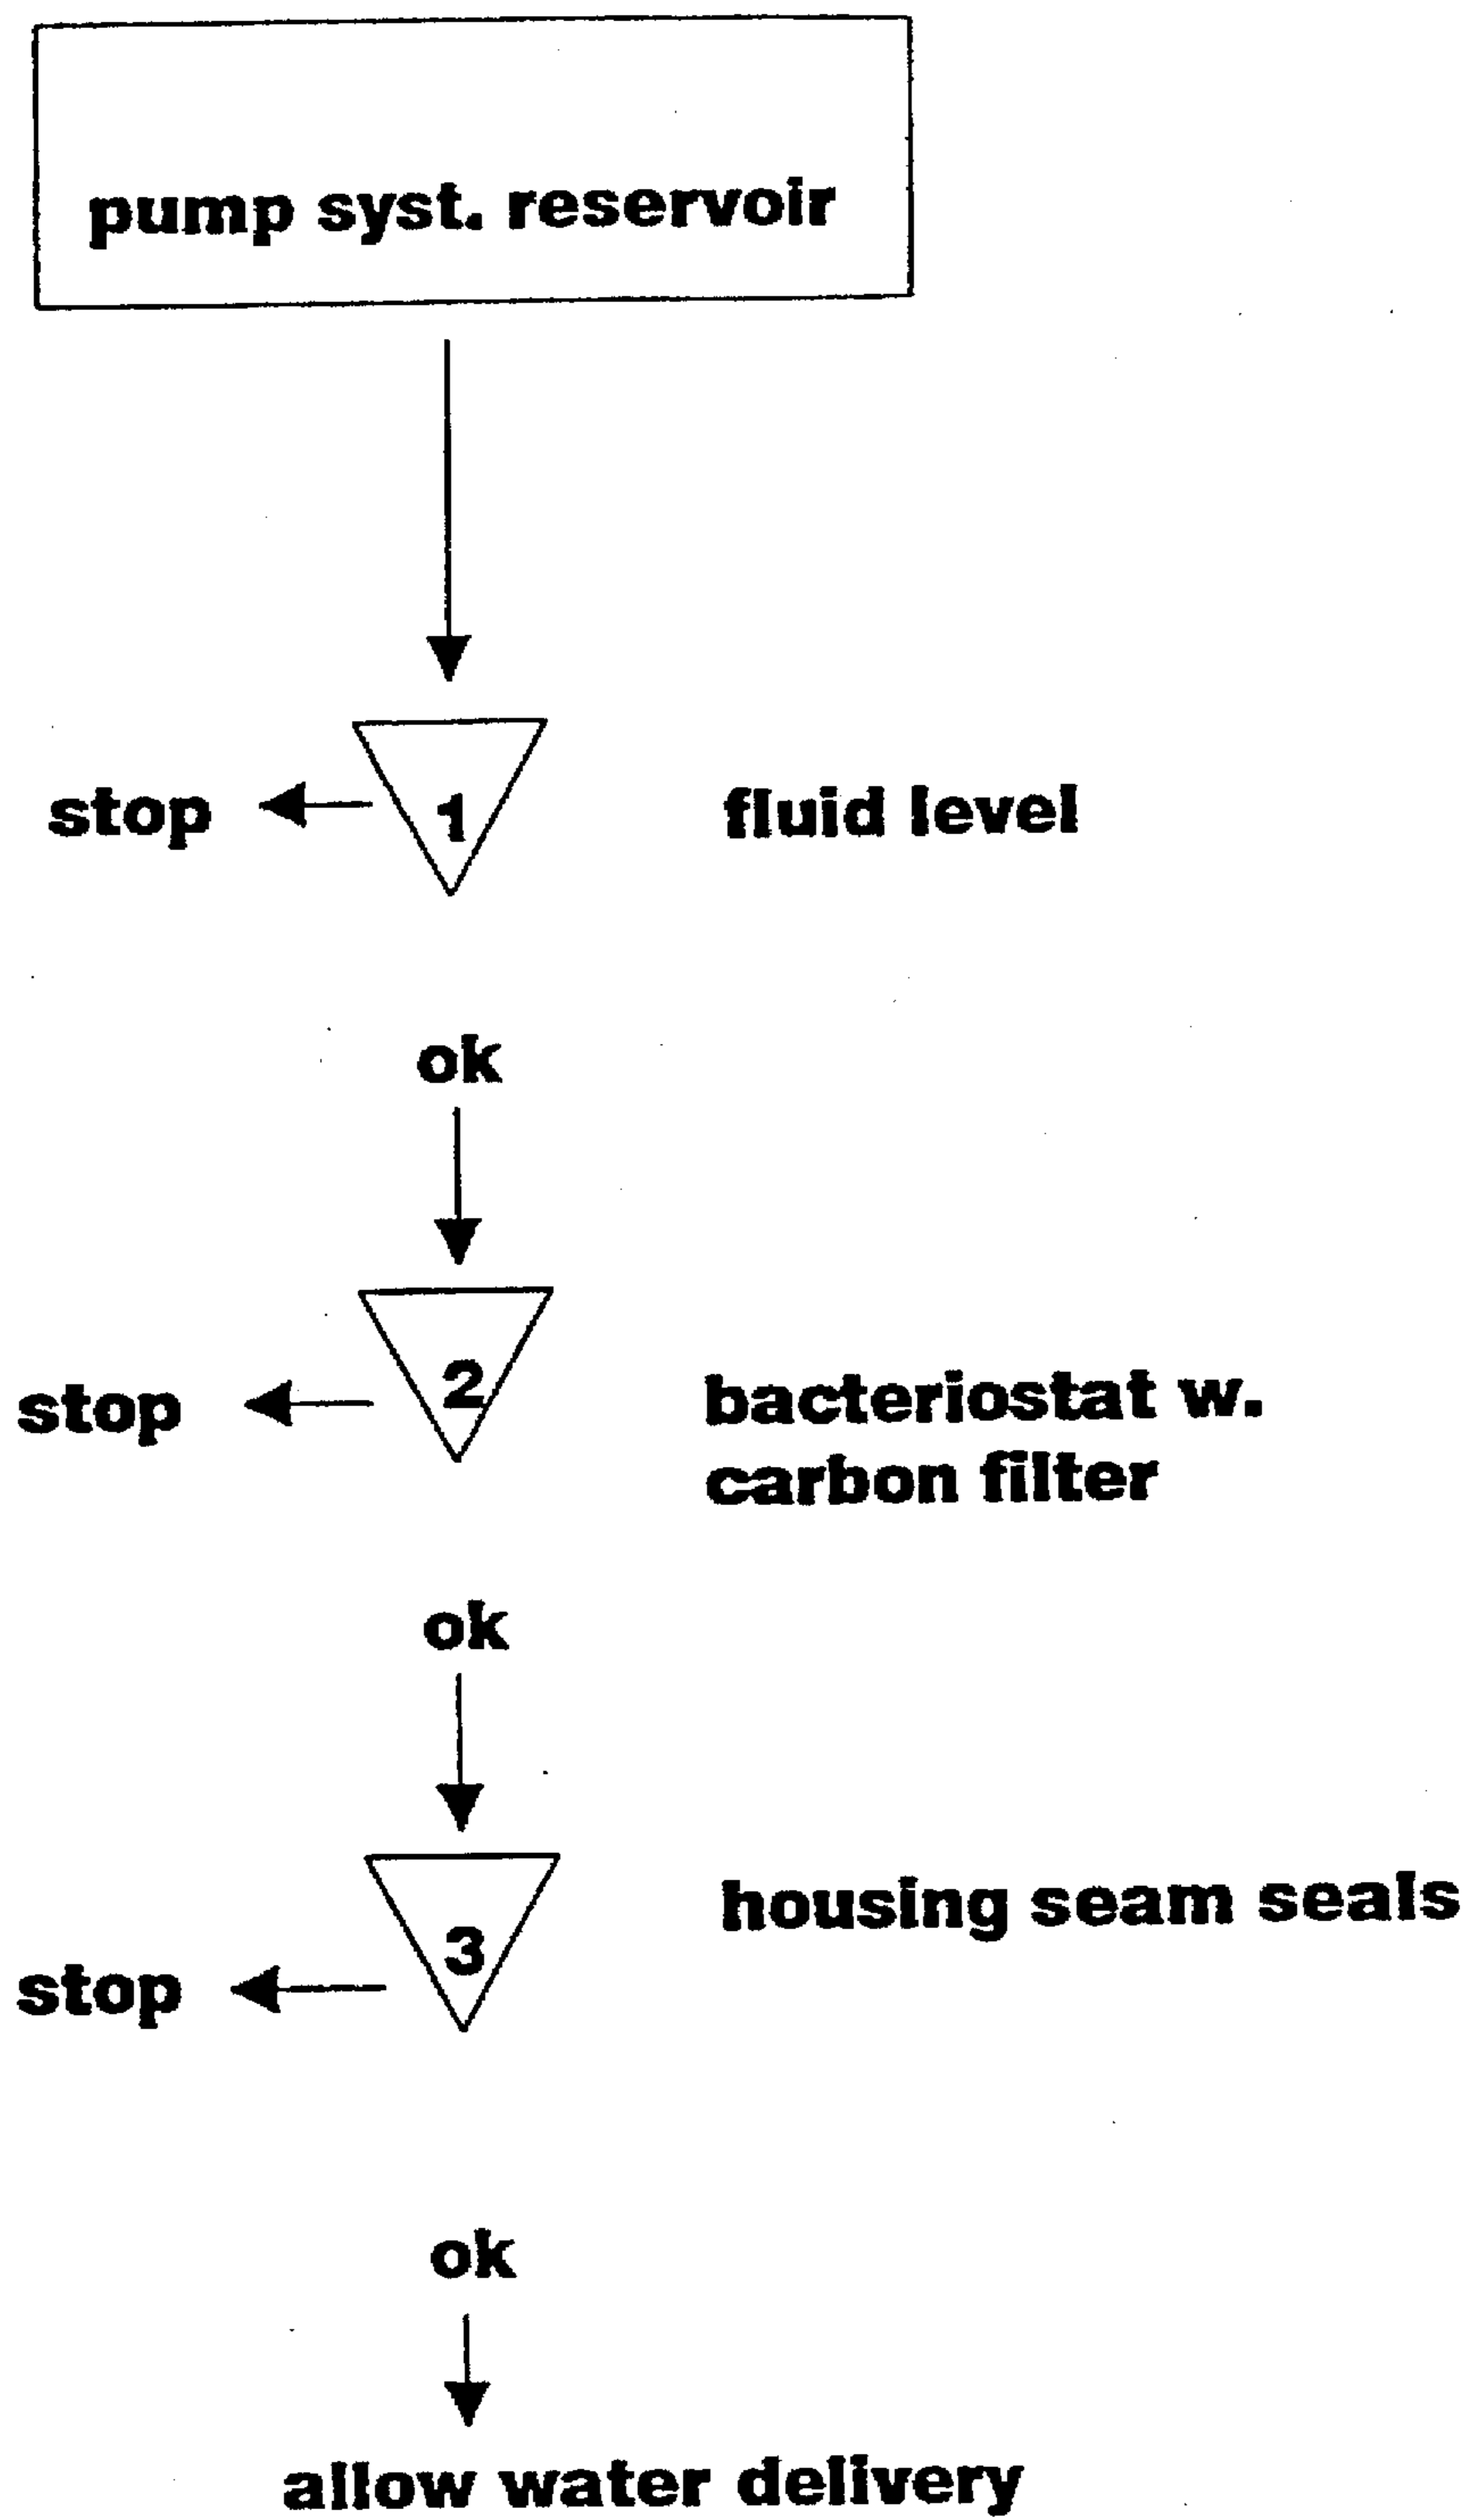 pump syst. reservoir
stop
1
fluid level
ok
stop
2
bacteriostat w.
carbon filter
ok
stop
3
housing seam seals
ok
allow water delivery